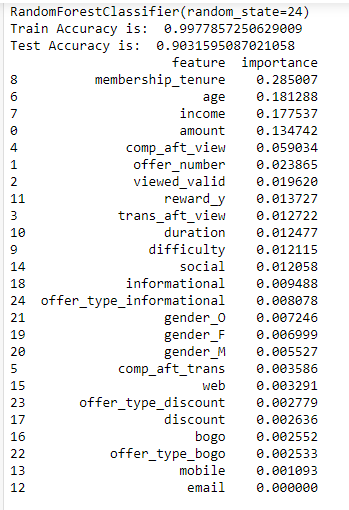 RandomForestClassifier(random_state=24)
Train Accuracy is:  0.9977857250629009
Test Accuracy is:  0.9031595087021058
feature  importance
8  membership_tenure  0.285007
6  age  0.181288
7  income  0.177537
0  amount  0.134742
4  comp_aft_view  0.059034
1  offer_number  0.023865
2  viewed_valid  0.019620
11  reward_y  0.013727
3  trans_aft_view  0.012722
10  duration  0.012477
9  difficulty  0.012115
14  social  0.012058
18  informational  0.009488
24  offer_type_informational  0.008078
21  gender_O  0.007246
19  gender_F  0.006999
20  gender_M  0.005527
5  comp_aft_trans  0.003586
15  web  0.003291
23  offer_type_discount  0.002779
17  discount  0.002636
16  bogo  0.002552
22  offer_type_bogo  0.002533
13  mobile  0.001093
12  email  0.000000